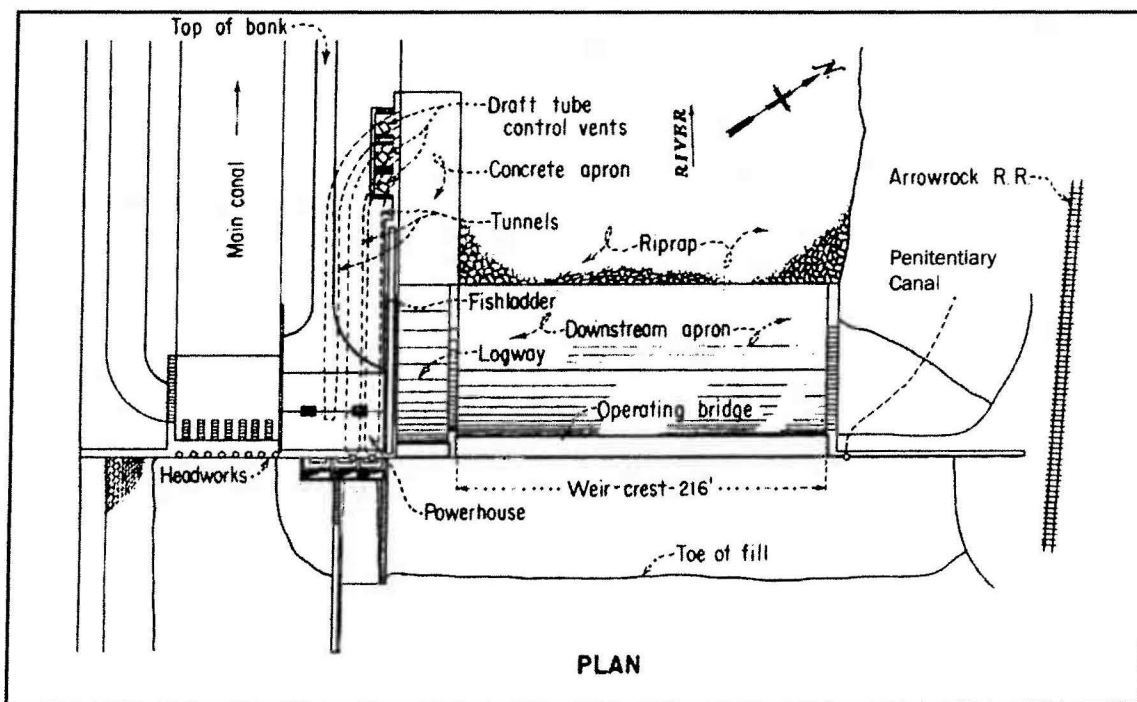 Top of bank
Main canal
Draft tube
control vents
RIVER
N
Concrete apron
Arrowrock R.R.
Tunnels
Riprap
Penitentiary
Canal
Fishladder
Downstream apron
Logway
Operating bridge
Headworks
Weir-crest-216'
Powerhouse
Toe of fill
PLAN